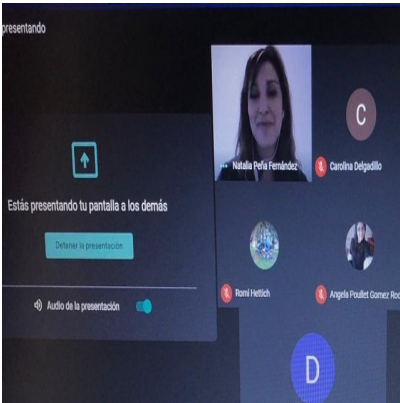 presentando
Estás presentando tu pantalla a los demás
Detener la presentación
Audio de la presentación
Natalia Peña Fernández
C
Carolina Delgadillo
Romi Hettich
Angela Poullet Gomez Roc
D